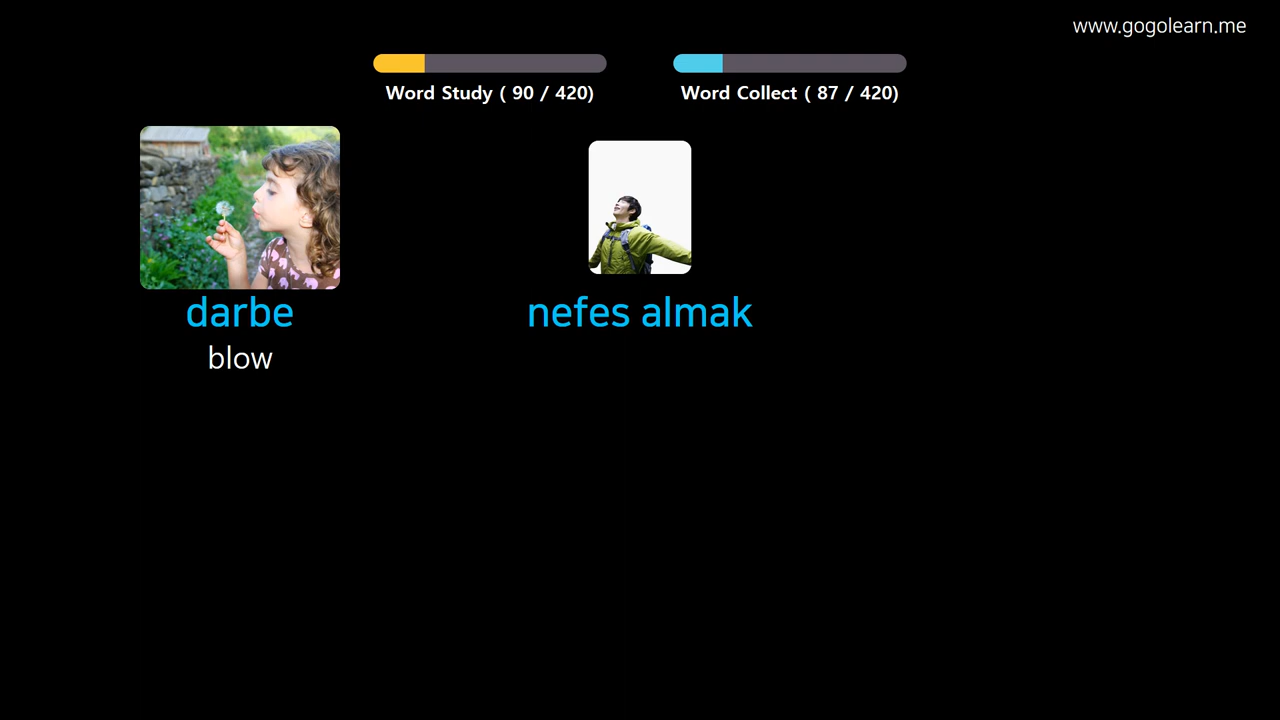 www.gogolearn.me
Word Study ( 90 / 420)
Word Collect ( 87 / 420)
darbe
blow
nefes almak